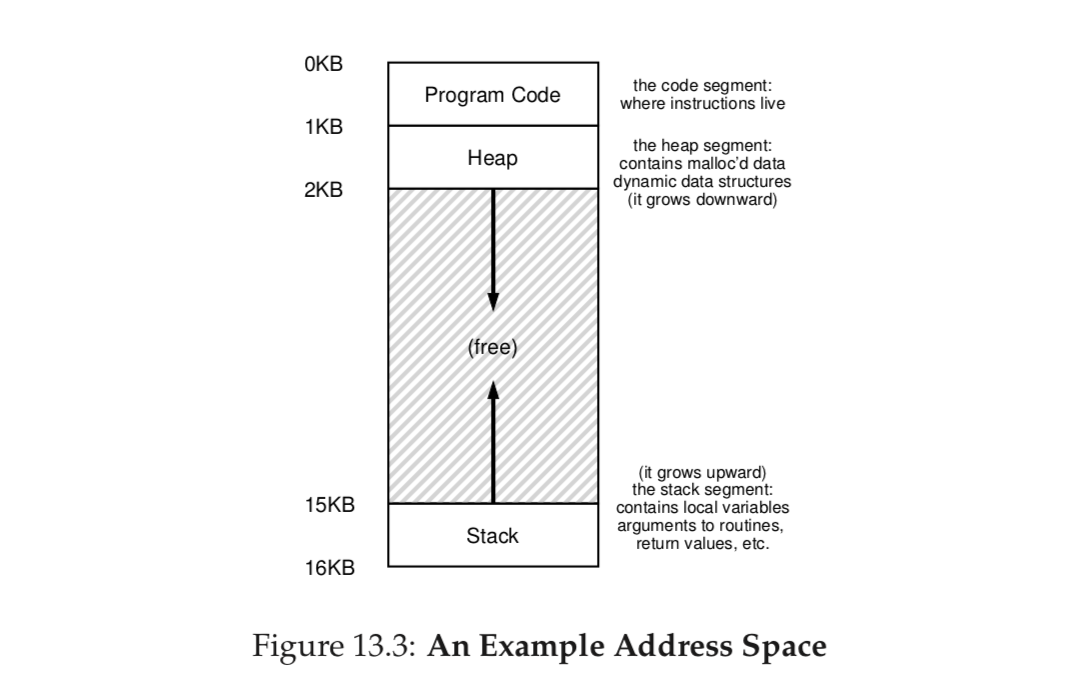 0KB
Program Code
the code segment:
where instructions live
1KB
Heap
the heap segment:
contains malloc'd data
dynamic data structures
(it grows downward)
2KB
(free)
(it grows upward)
the stack segment:
contains local variables
arguments to routines,
return values, etc.
15KB
Stack
16KB
Figure 13.3: An Example Address Space